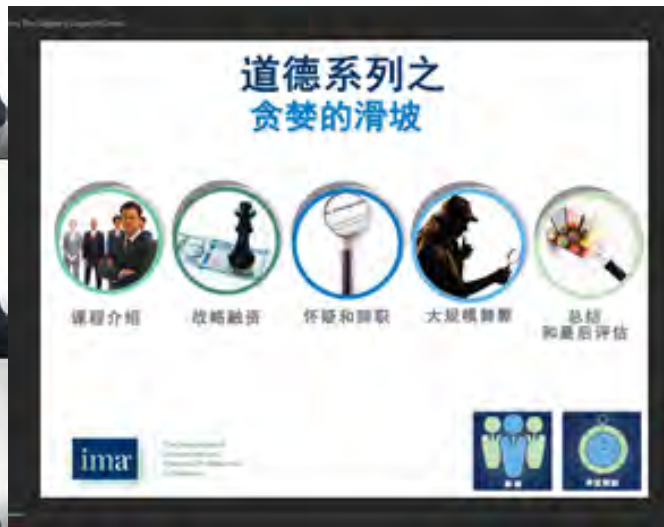 道德系列之
贪婪的滑坡
课程介绍
战略融资
怀疑和辞职
大规模舞弊
总结
和最后评估
ima